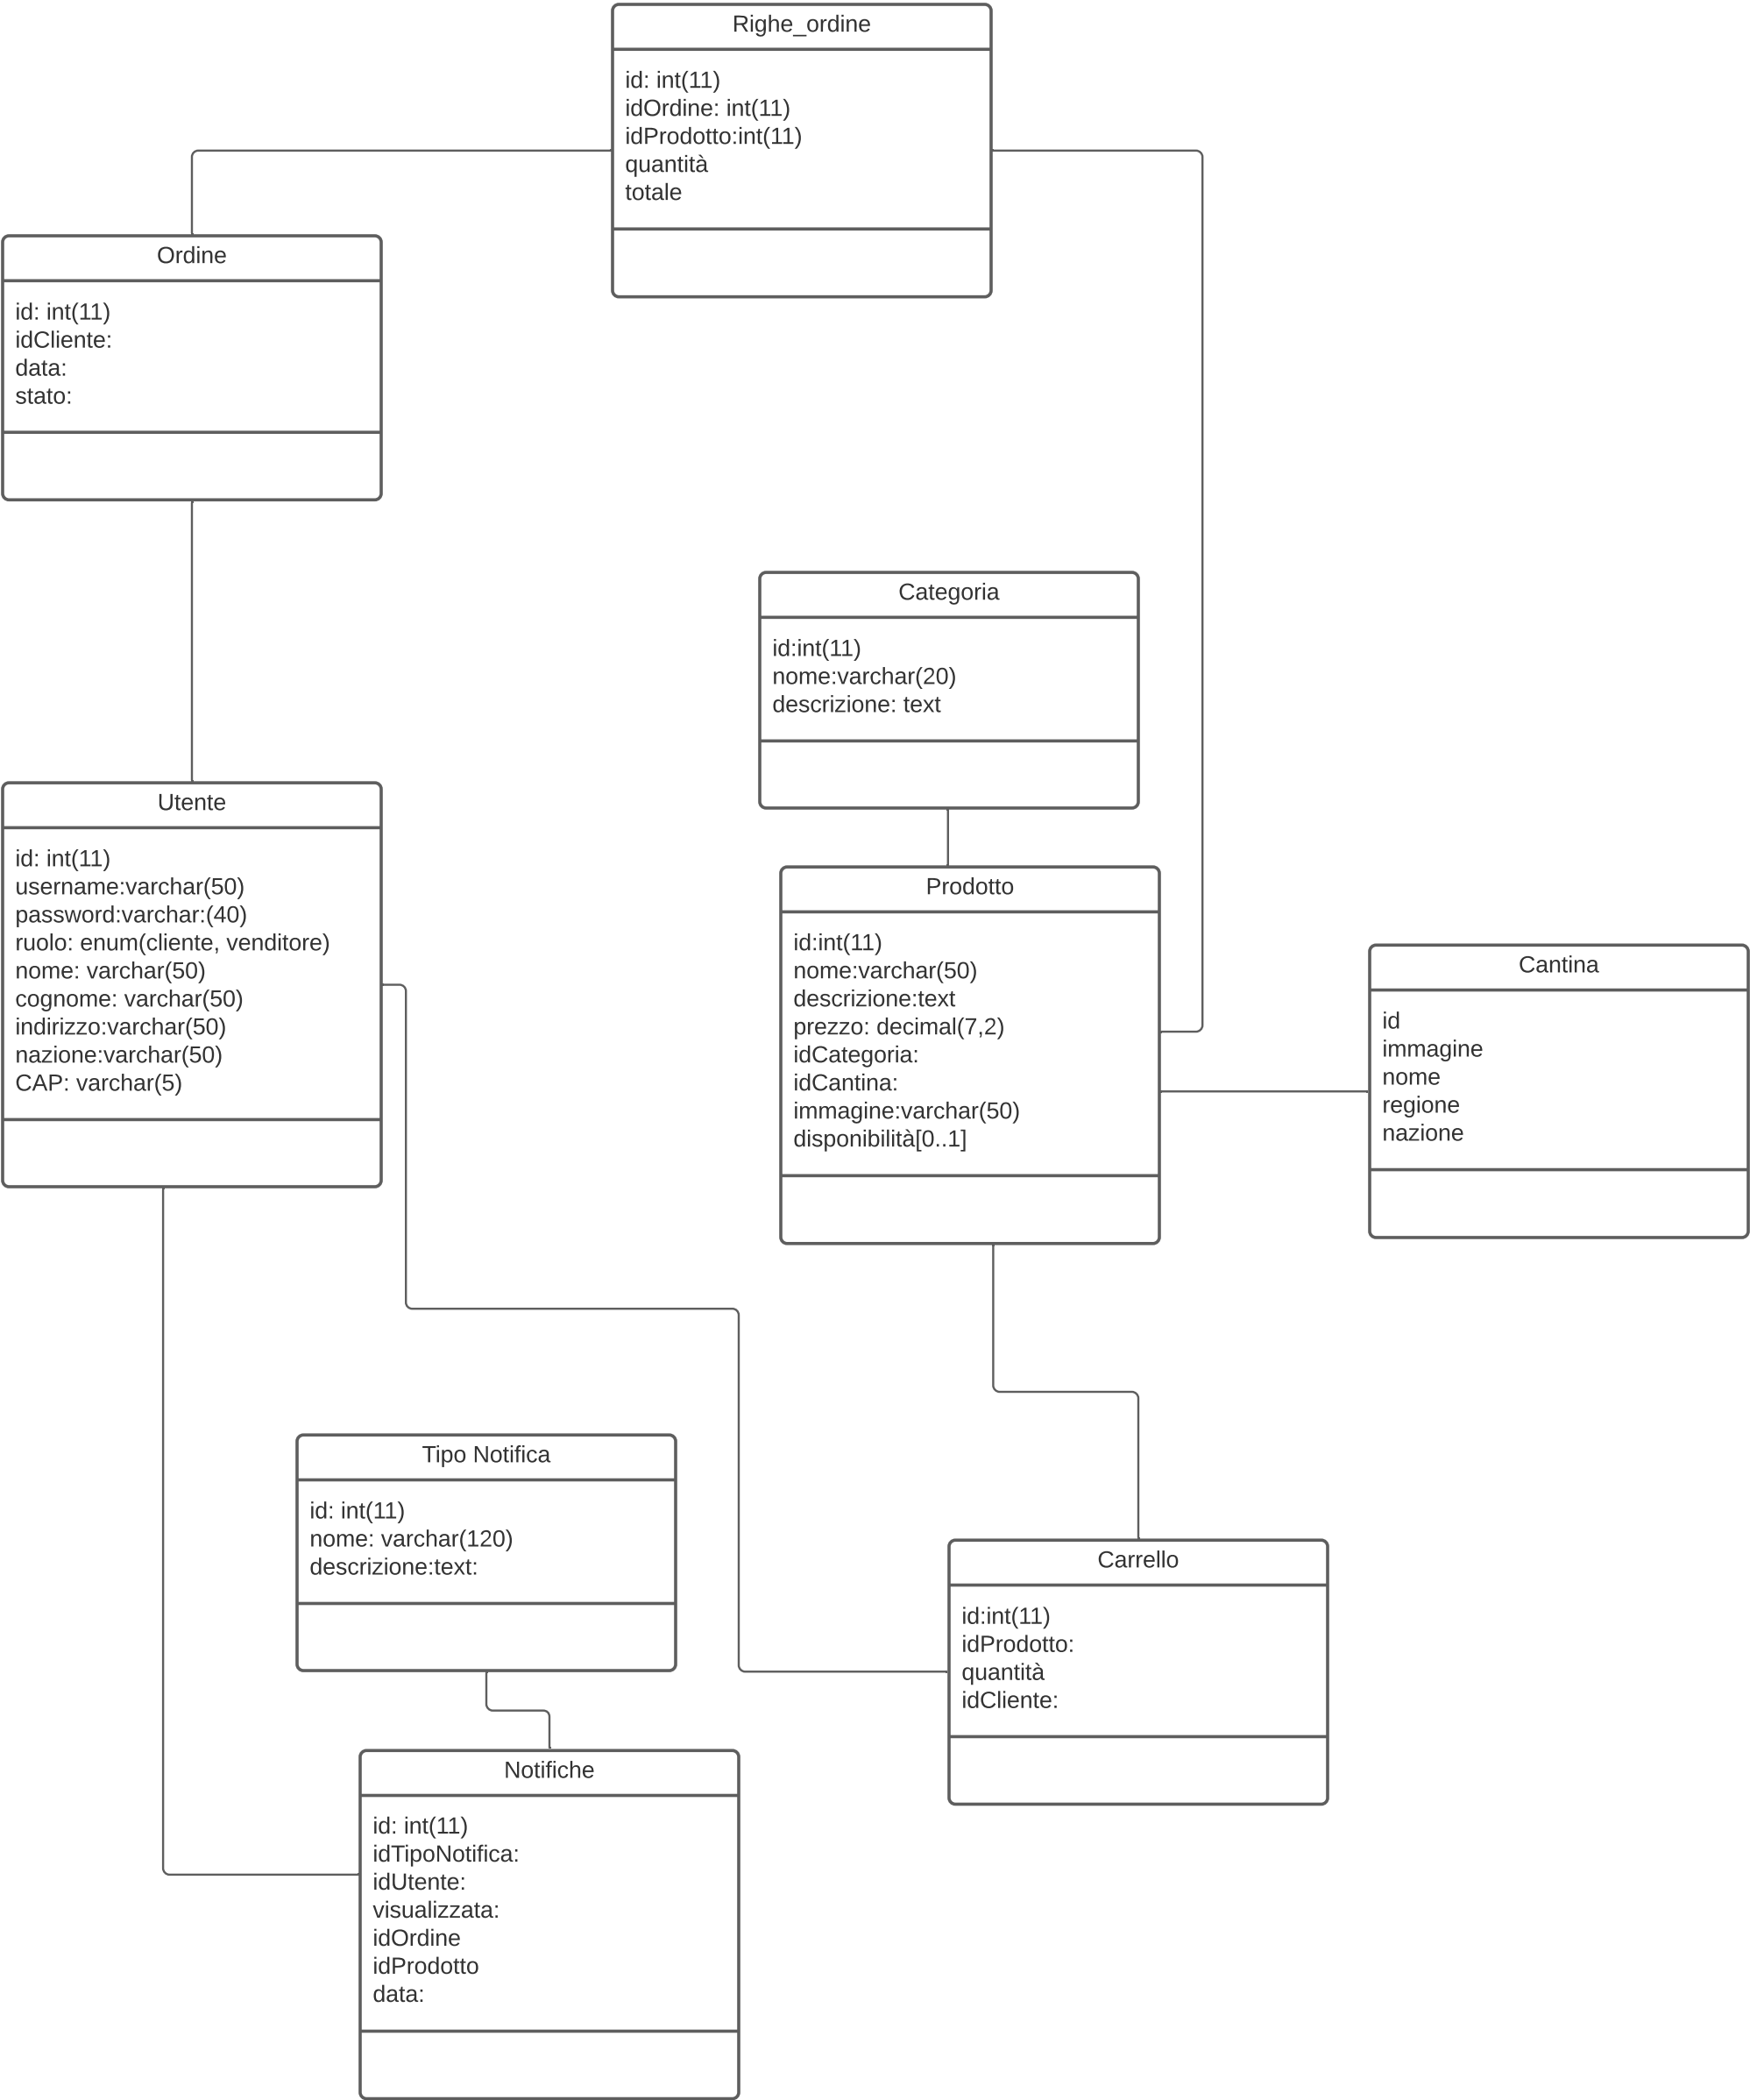 Righe_ordine
id: int(11)
idOrdine: int(11)
idProdotto:int(11)
quantità
totale
Ordine
id: int(11)
idCliente:
data:
stato:
Categoria
id:int(11)
nome:varchar(20)
descrizione: text
Utente
id: int(11)
username:varchar(50)
password:varchar:(40)
ruolo: enum(cliente, venditore)
nome: varchar(50)
cognome: varchar(50)
indirizzo:varchar(50)
nazione:varchar(50)
CAP: varchar(5)
Prodotto
id:int(11)
nome:varchar(50)
descrizione:text
prezzo: decimal(7,2)
idCategoria:
idCantina:
immagine:varchar(50)
disponibilità[0..1]
Cantina
id
immagine
nome
regione
nazione
Tipo Notifica
id: int(11)
nome: varchar(120)
descrizione:text:
Carrello
id:int(11)
idProdotto:
quantità
idCliente:
Notifiche
id: int(11)
idTipoNotifica:
idUtente:
visualizzata:
idOrdine
idProdotto
data: